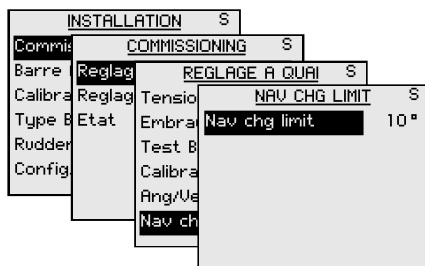 INSTALLATION S
Commis
Barre
Calibra
Type B
Rudder
Config.
COMMISSIONING S
Reglag
Reglag
Etat
REGLAGE A QUAI S
Tensio
Embra
Test B
Calibra
Ang/Ve
Nav ch
NAV CHG LIMIT S
Nav chg limit 10°